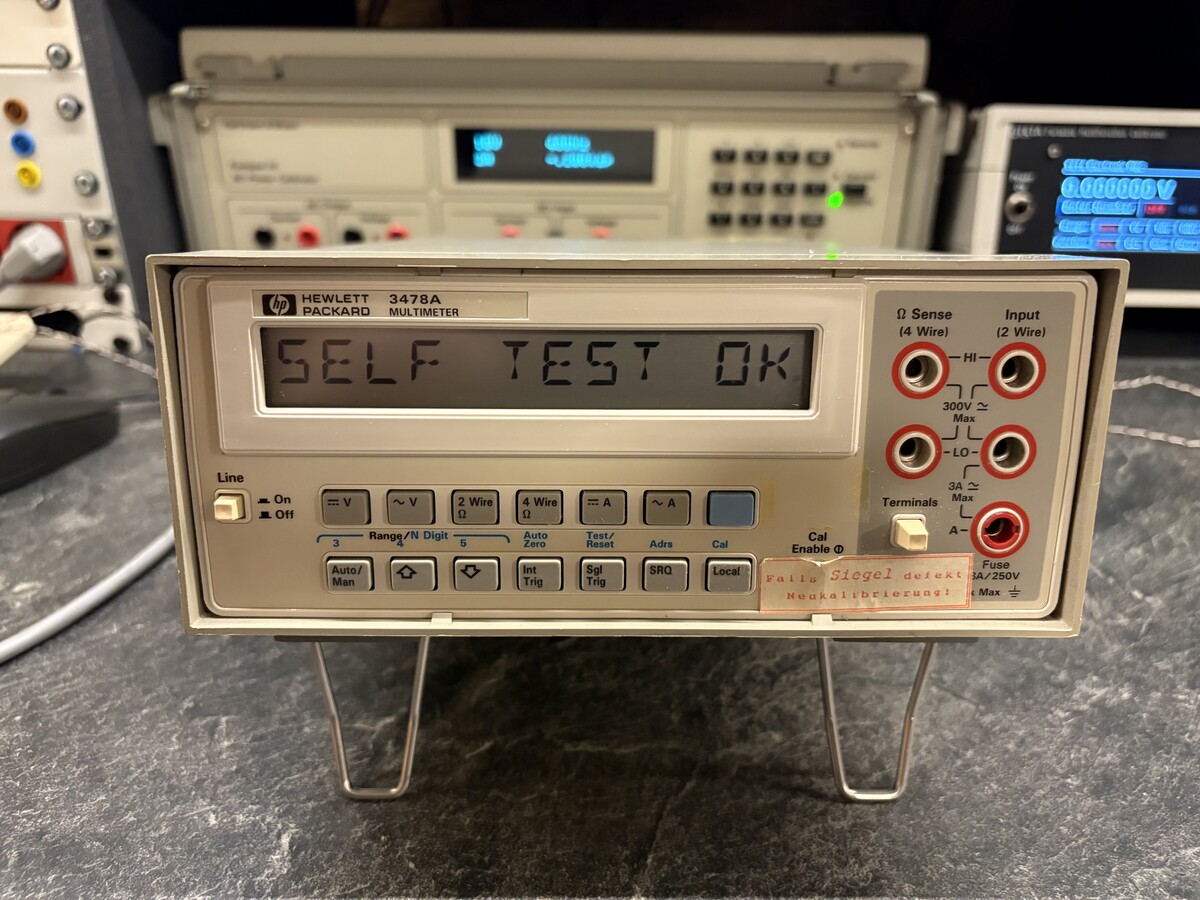 hp HEWLETT PACKARD 3478A MULTIMETER
SELF TEST OK
Ω Sense (4 Wire)
Input (2 Wire)
HI
300V ≂ Max
LO
3A ≂ Max
A
Fuse
3A/250V
Max
Terminals
Line
On
Off
⎓ V
~ V
2 Wire Ω
4 Wire Ω
⎓ A
~ A
3
Range/N Digit
4
5
Auto Zero
Test/Reset
Adrs
Cal
Auto/Man
Int Trig
Sgl Trig
SRQ
Local
Cal Enable
Falls Siegel defekt
Neukalibrierung!
0.000000V